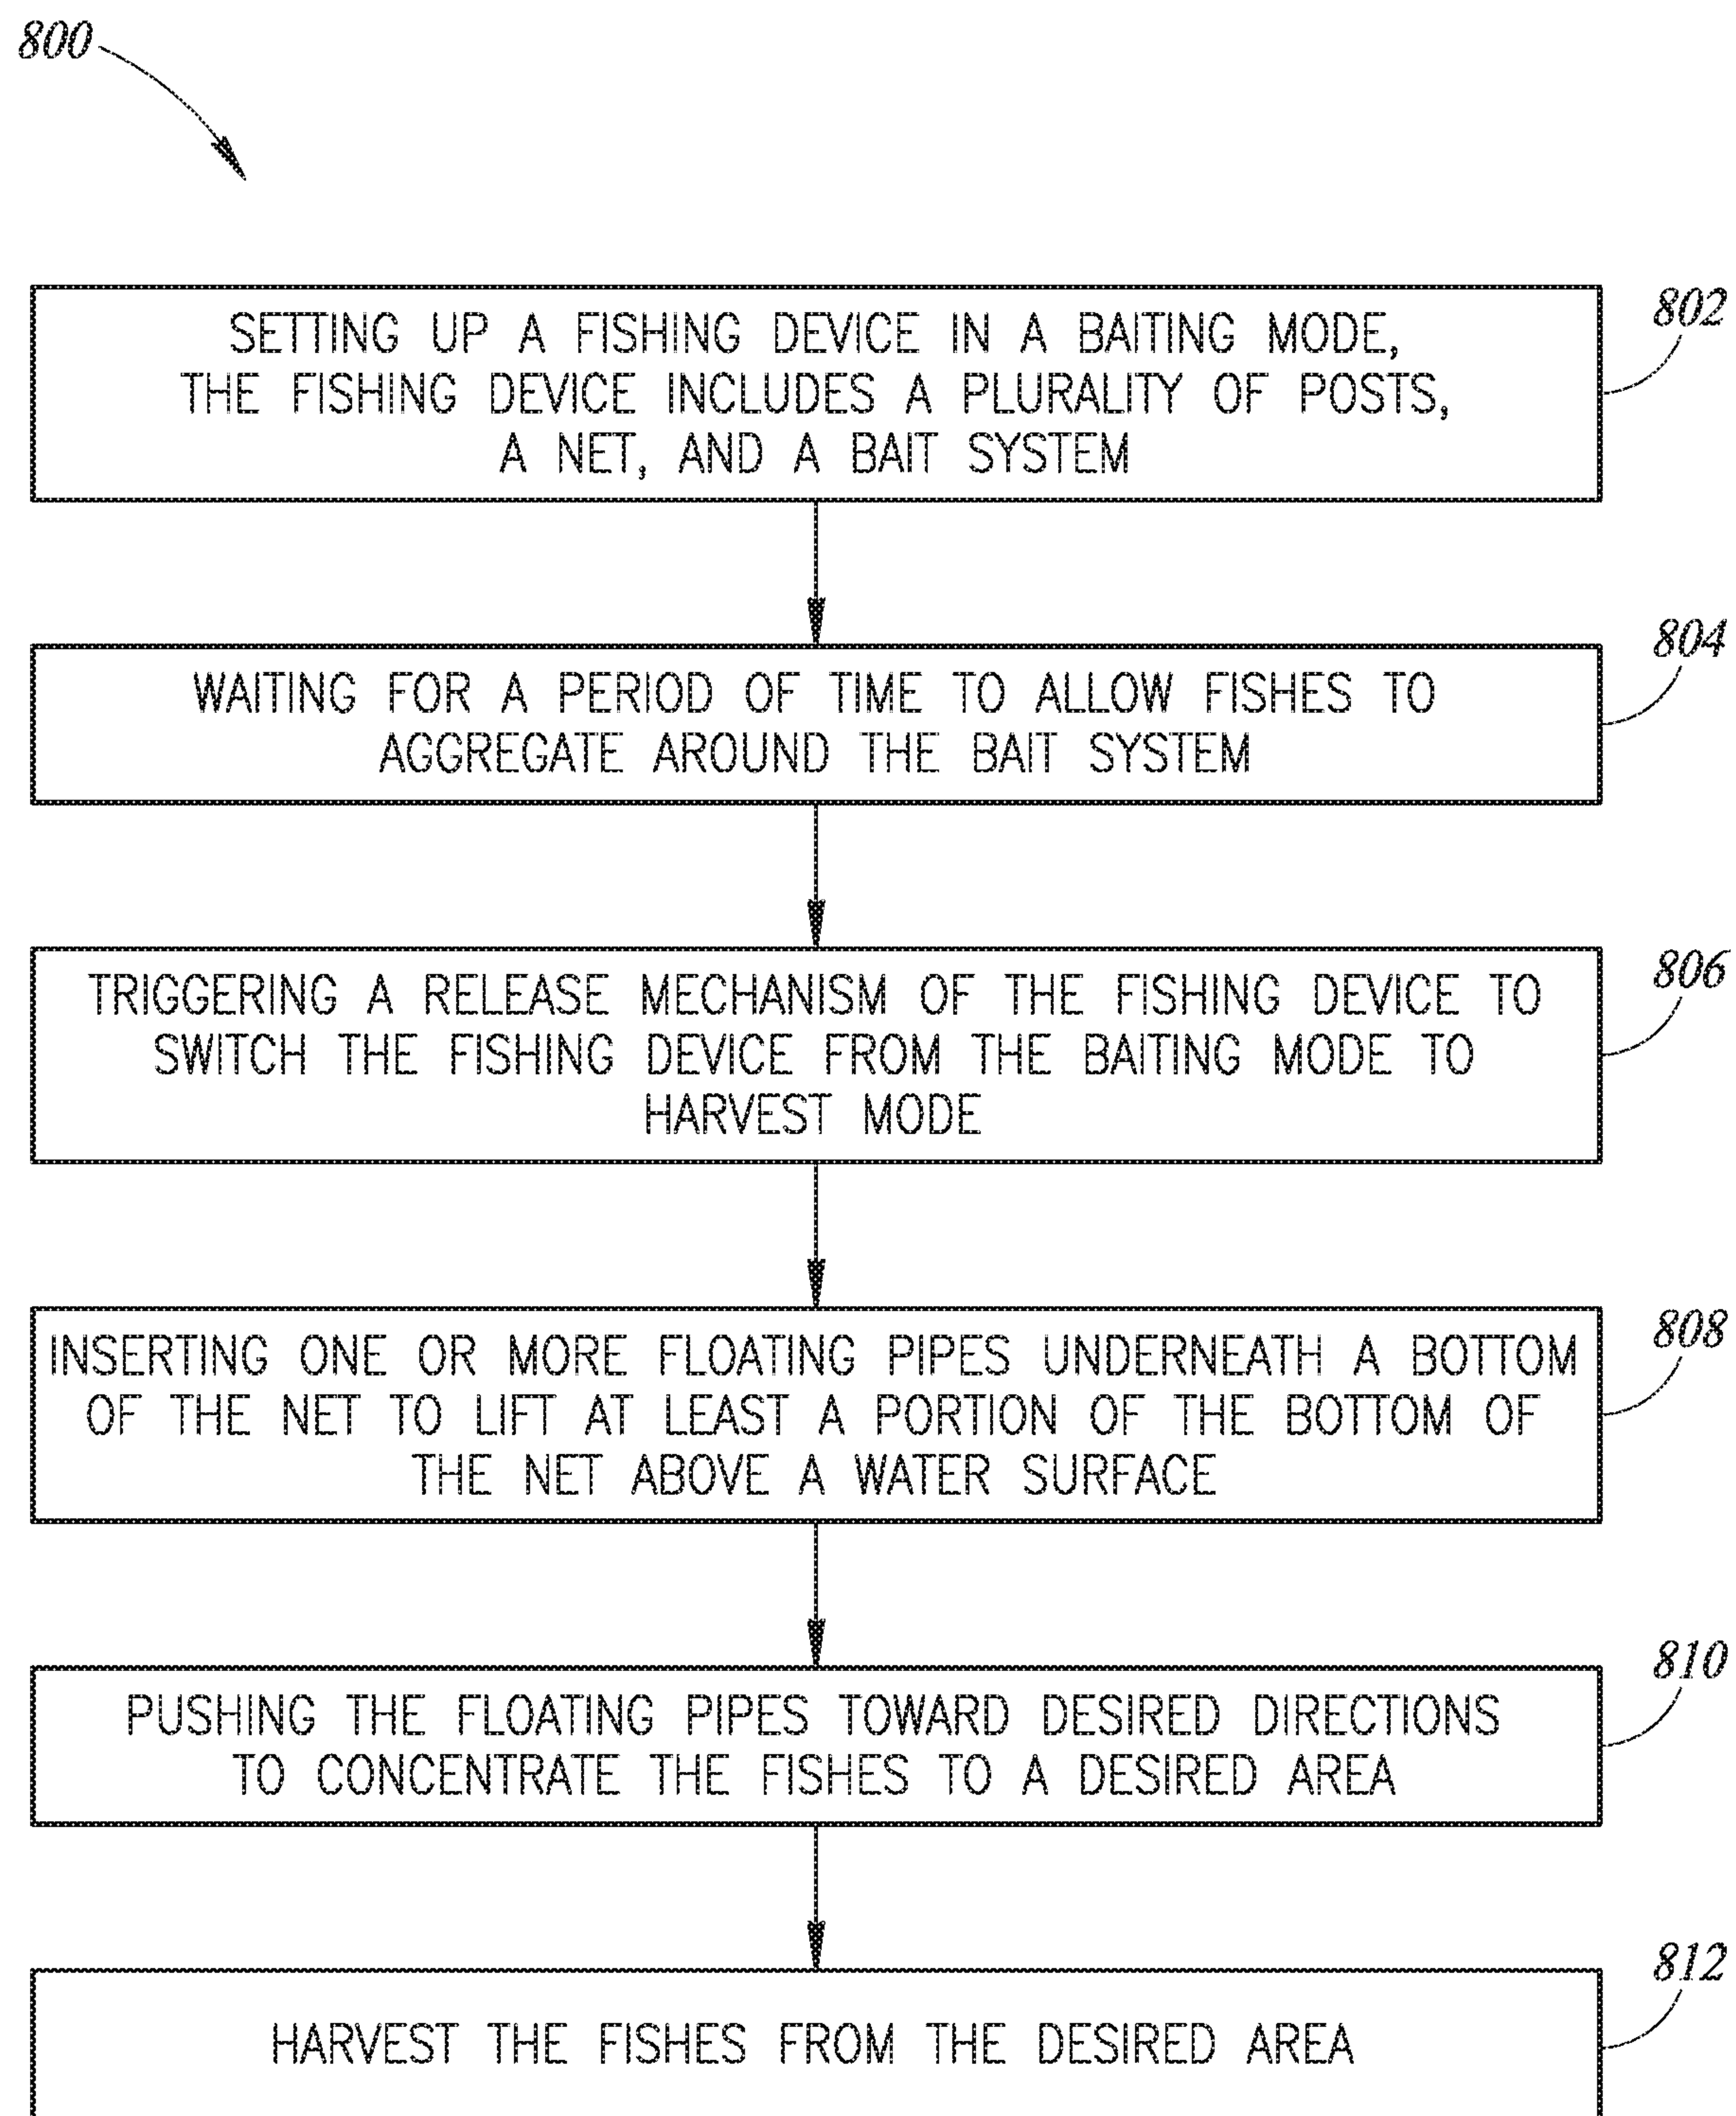 800
SETTING UP A FISHING DEVICE IN A BAITING MODE,
THE FISHING DEVICE INCLUDES A PLURALITY OF POSTS,
A NET, AND A BAIT SYSTEM
802
WAITING FOR A PERIOD OF TIME TO ALLOW FISHES TO
AGGREGATE AROUND THE BAIT SYSTEM
804
TRIGGERING A RELEASE MECHANISM OF THE FISHING DEVICE TO
SWITCH THE FISHING DEVICE FROM THE BAITING MODE TO
HARVEST MODE
806
INSERTING ONE OR MORE FLOATING PIPES UNDERNEATH A BOTTOM
OF THE NET TO LIFT AT LEAST A PORTION OF THE BOTTOM OF
THE NET ABOVE A WATER SURFACE
808
PUSHING THE FLOATING PIPES TOWARD DESIRED DIRECTIONS
TO CONCENTRATE THE FISHES TO A DESIRED AREA
810
HARVEST THE FISHES FROM THE DESIRED AREA
812